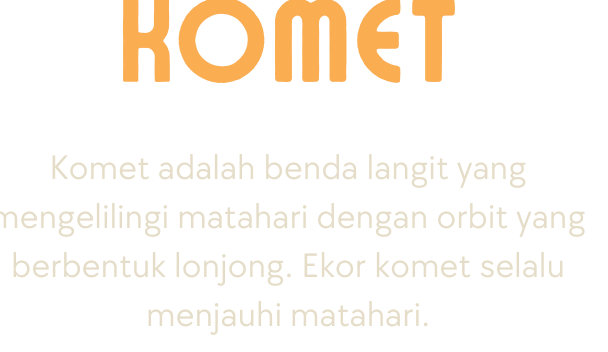 KOMET
Komet adalah benda langit yang
mengelilingi matahari dengan orbit yang
berbentuk lonjong. Ekor komet selalu
menjauhi matahari.